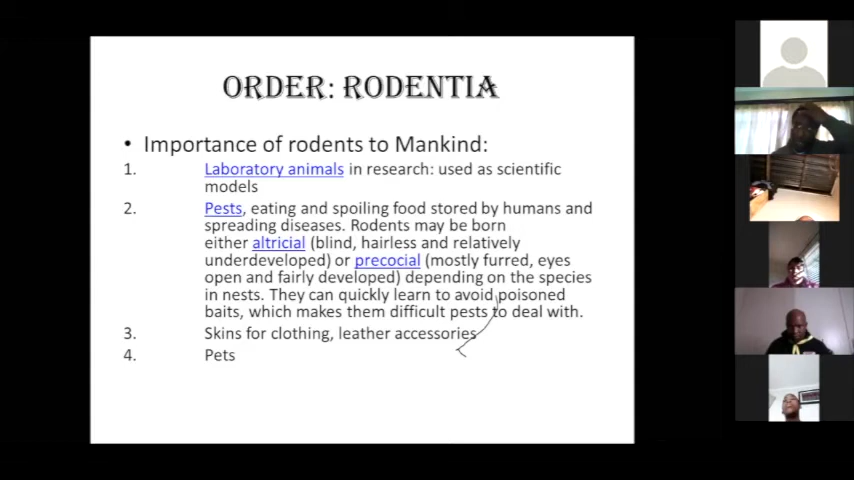 ORDER: RODENTIA
• Importance of rodents to Mankind:
1. Laboratory animals in research: used as scientific
models
2. Pests, eating and spoiling food stored by humans and
spreading diseases. Rodents may be born
either altricial (blind, hairless and relatively
underdeveloped) or precocial (mostly furred, eyes
open and fairly developed) depending on the species
in nests. They can quickly learn to avoid poisoned
baits, which makes them difficult pests to deal with.
3. Skins for clothing, leather accessories
4. Pets